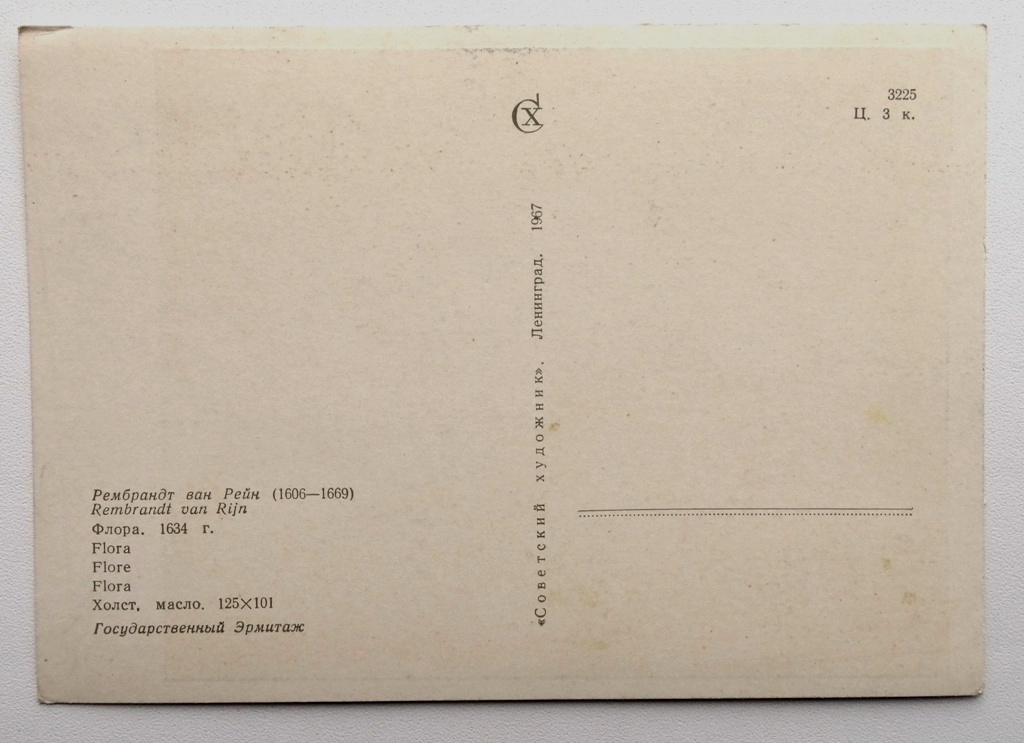 СХ
3225
Ц. 3 к.
«Советский художник». Ленинград. 1967
Рембрандт ван Рейн (1606—1669)
Rembrandt van Rijn
Флора. 1634 г.
Flora
Flore
Flora
Холст, масло. 125×101
Государственный Эрмитаж